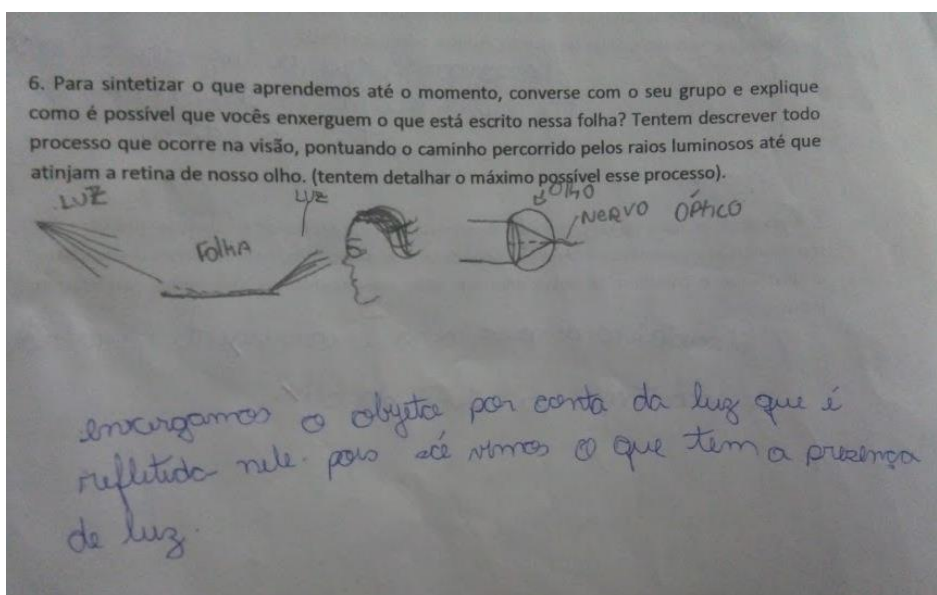 6. Para sintetizar o que aprendemos até o momento, converse com o seu grupo e explique
como é possível que vocês enxerguem o que está escrito nessa folha? Tentem descrever todo
processo que ocorre na visão, pontuando o caminho percorrido pelos raios luminosos até que
atinjam a retina de nosso olho. (tentem detalhar o máximo possível esse processo).
LUZ
FolhA
LUZ
OlhO
NeRVO ÓPtiCO
enxergamos o objeto por conta da luz que é
refletida nele. pois vimos o que tem a presença
de luz.